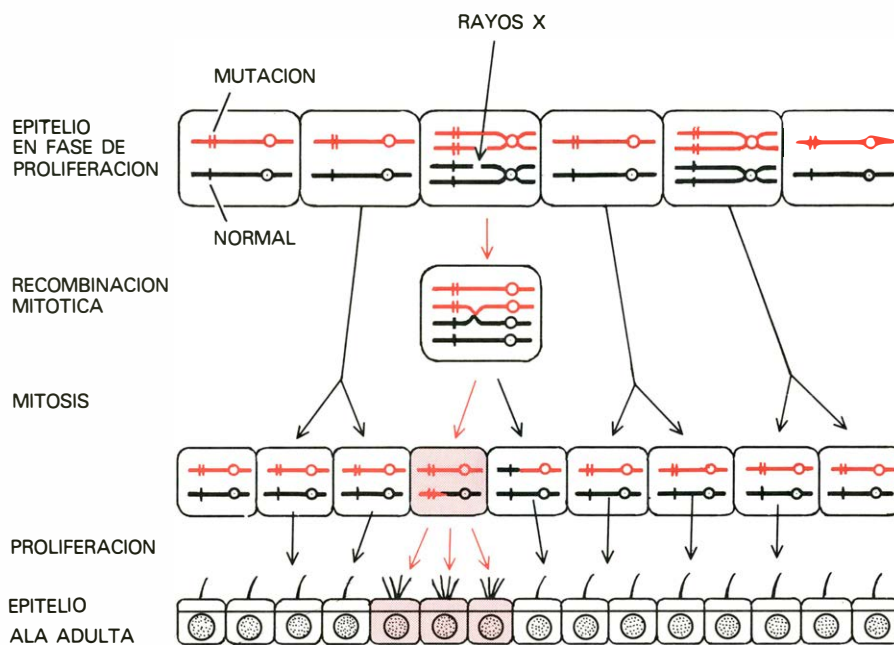 RAYOS X
MUTACION
EPITELIO
EN FASE DE
PROLIFERACION
NORMAL
RECOMBINACION
MITOTICA
MITOSIS
PROLIFERACION
EPITELIO
ALA ADULTA